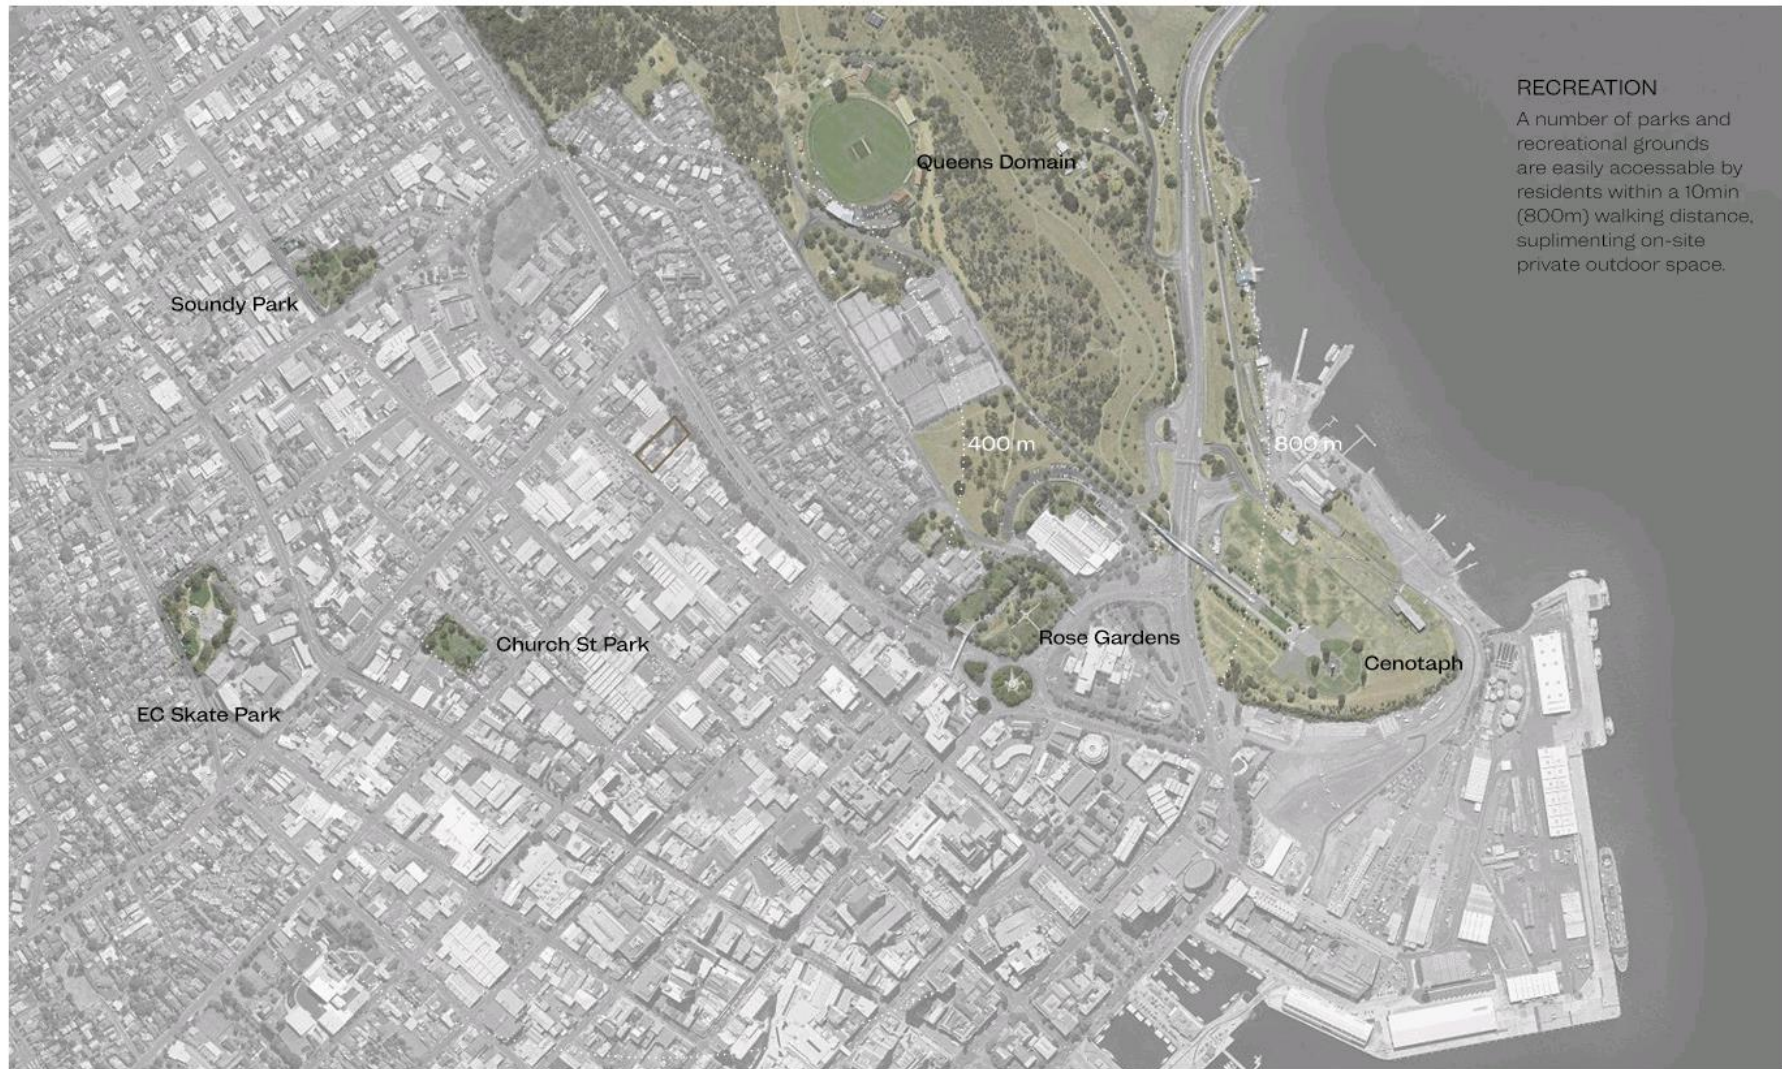 RECREATION
A number of parks and
recreational grounds
are easily accessable by
residents within a 10min
(800m) walking distance,
suplimenting on-site
private outdoor space.
Queens Domain
Soundy Park
400 m
800 m
Church St Park
Rose Gardens
Cenotaph
EC Skate Park